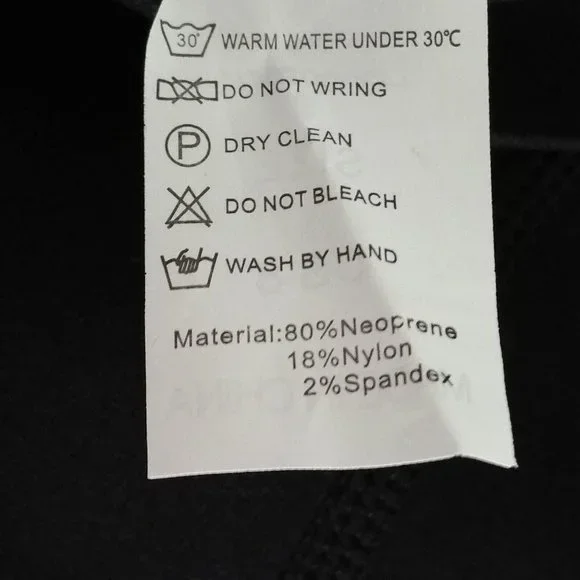 30° WARM WATER UNDER 30℃
DO NOT WRING
P DRY CLEAN
DO NOT BLEACH
WASH BY HAND
Material:80%Neoprene
18%Nylon
2%Spandex